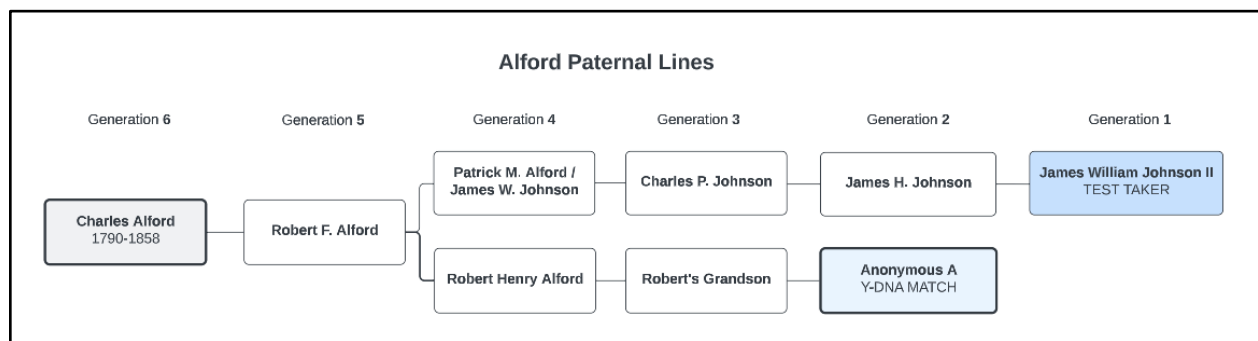 Alford Paternal Lines
Generation 6
Generation 5
Generation 4
Generation 3
Generation 2
Generation 1
Patrick M. Alford /
James W. Johnson
Charles P. Johnson
James H. Johnson
James William Johnson II
TEST TAKER
Charles Alford
1790-1858
Robert F. Alford
Robert Henry Alford
Robert's Grandson
Anonymous A
Y-DNA MATCH